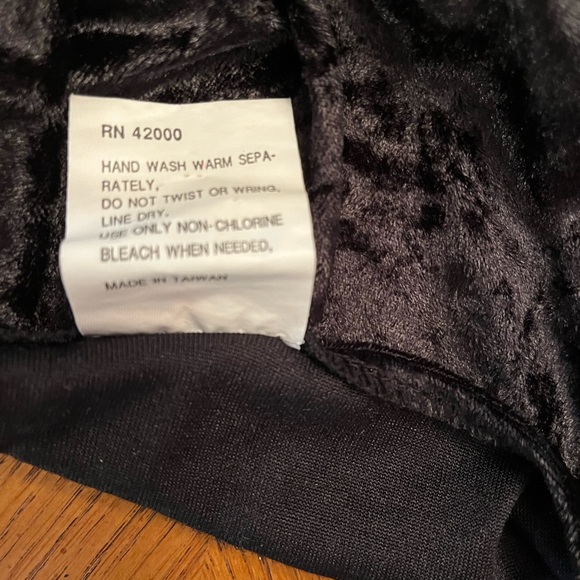 RN 42000
HAND WASH WARM SEPA-
RATELY.
DO NOT TWIST OR WRING.
LINE DRY.
USE ONLY NON-CHLORINE
BLEACH WHEN NEEDED.
MADE IN TAIWAN